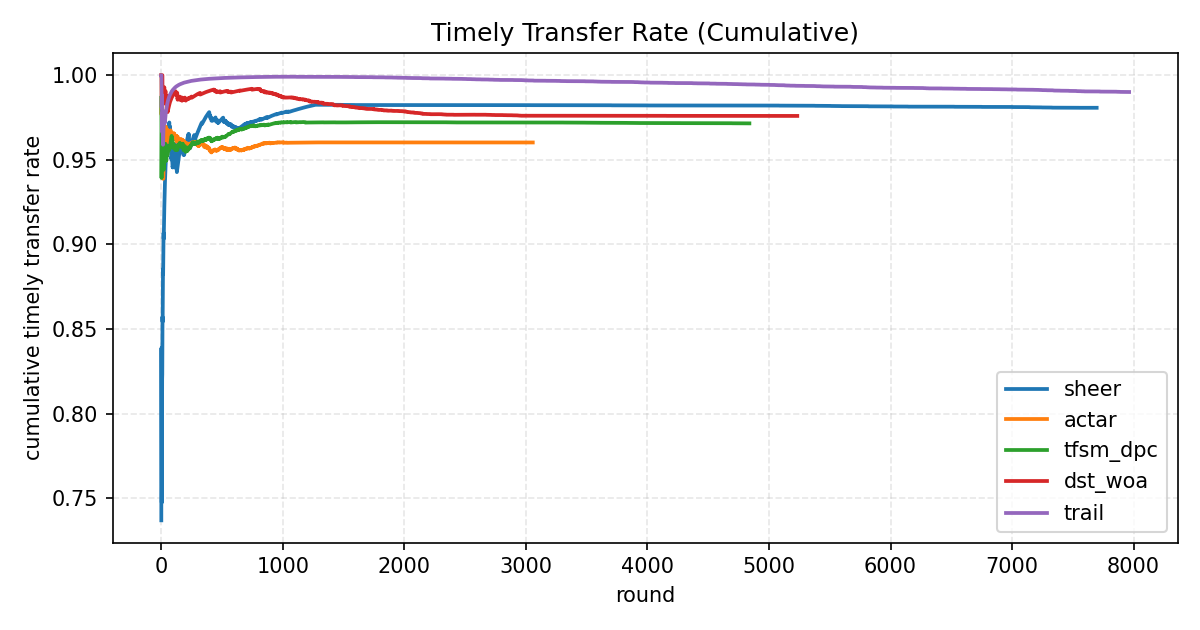 Timely Transfer Rate (Cumulative)
cumulative timely transfer rate
1.00
0.95
0.90
0.85
0.80
0.75
0 1000 2000 3000 4000 5000 6000 7000 8000
round
sheer
actar
tfsm_dpc
dst_woa
trail